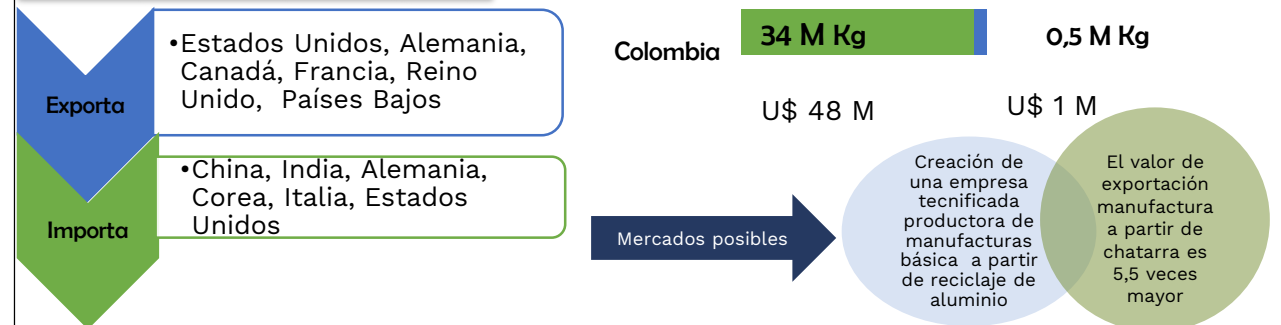 Exporta
•Estados Unidos, Alemania,
Canadá, Francia, Reino
Unido, Países Bajos
Importa
•China, India, Alemania,
Corea, Italia, Estados
Unidos
Colombia
34 M Kg
0,5 M Kg
U$ 48 M
U$ 1 M
Mercados posibles
Creación de
una empresa
tecnificada
productora de
manufacturas
básica a partir
de reciclaje de
aluminio
El valor de
exportación
manufactura
a partir de
chatarra es
5,5 veces
mayor